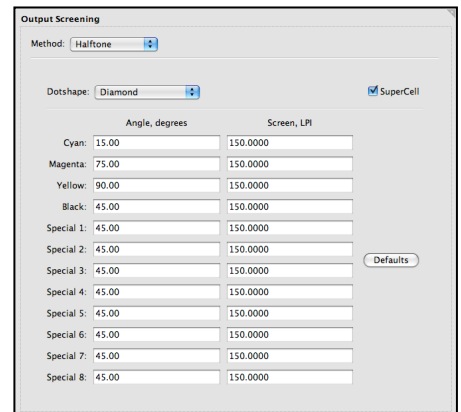 Output Screening
Method: Halftone
Dotshape: Diamond SuperCell
Angle, degrees Screen, LPI
Cyan: 15.00 150.0000
Magenta: 75.00 150.0000
Yellow: 90.00 150.0000
Black: 45.00 150.0000
Special 1: 45.00 150.0000
Special 2: 45.00 150.0000
Defaults
Special 3: 45.00 150.0000
Special 4: 45.00 150.0000
Special 5: 45.00 150.0000
Special 6: 45.00 150.0000
Special 7: 45.00 150.0000
Special 8: 45.00 150.0000